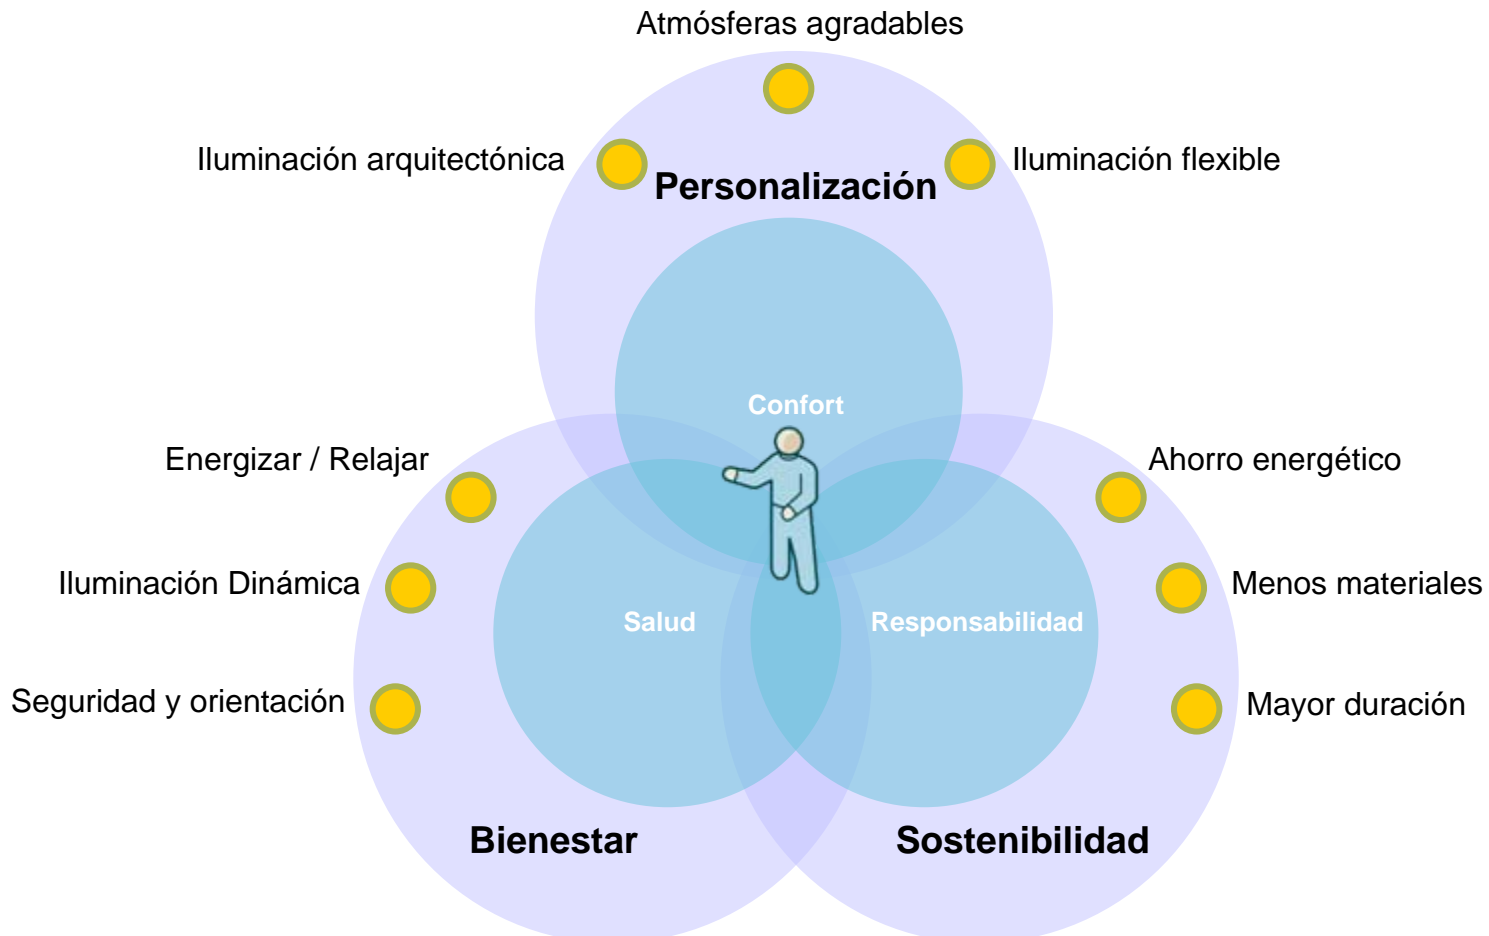 Atmósferas agradables
Iluminación arquitectónica
Iluminación flexible
Personalización
Confort
Energizar / Relajar
Ahorro energético
Iluminación Dinámica
Menos materiales
Salud
Responsabilidad
Seguridad y orientación
Mayor duración
Bienestar
Sostenibilidad